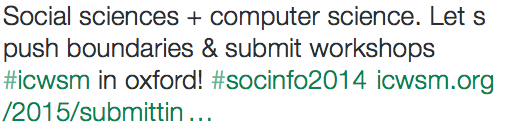 Social sciences + computer science. Let s
push boundaries & submit workshops
#icwsm in oxford! #socinfo2014 icwsm.org
/2015/submittin ...